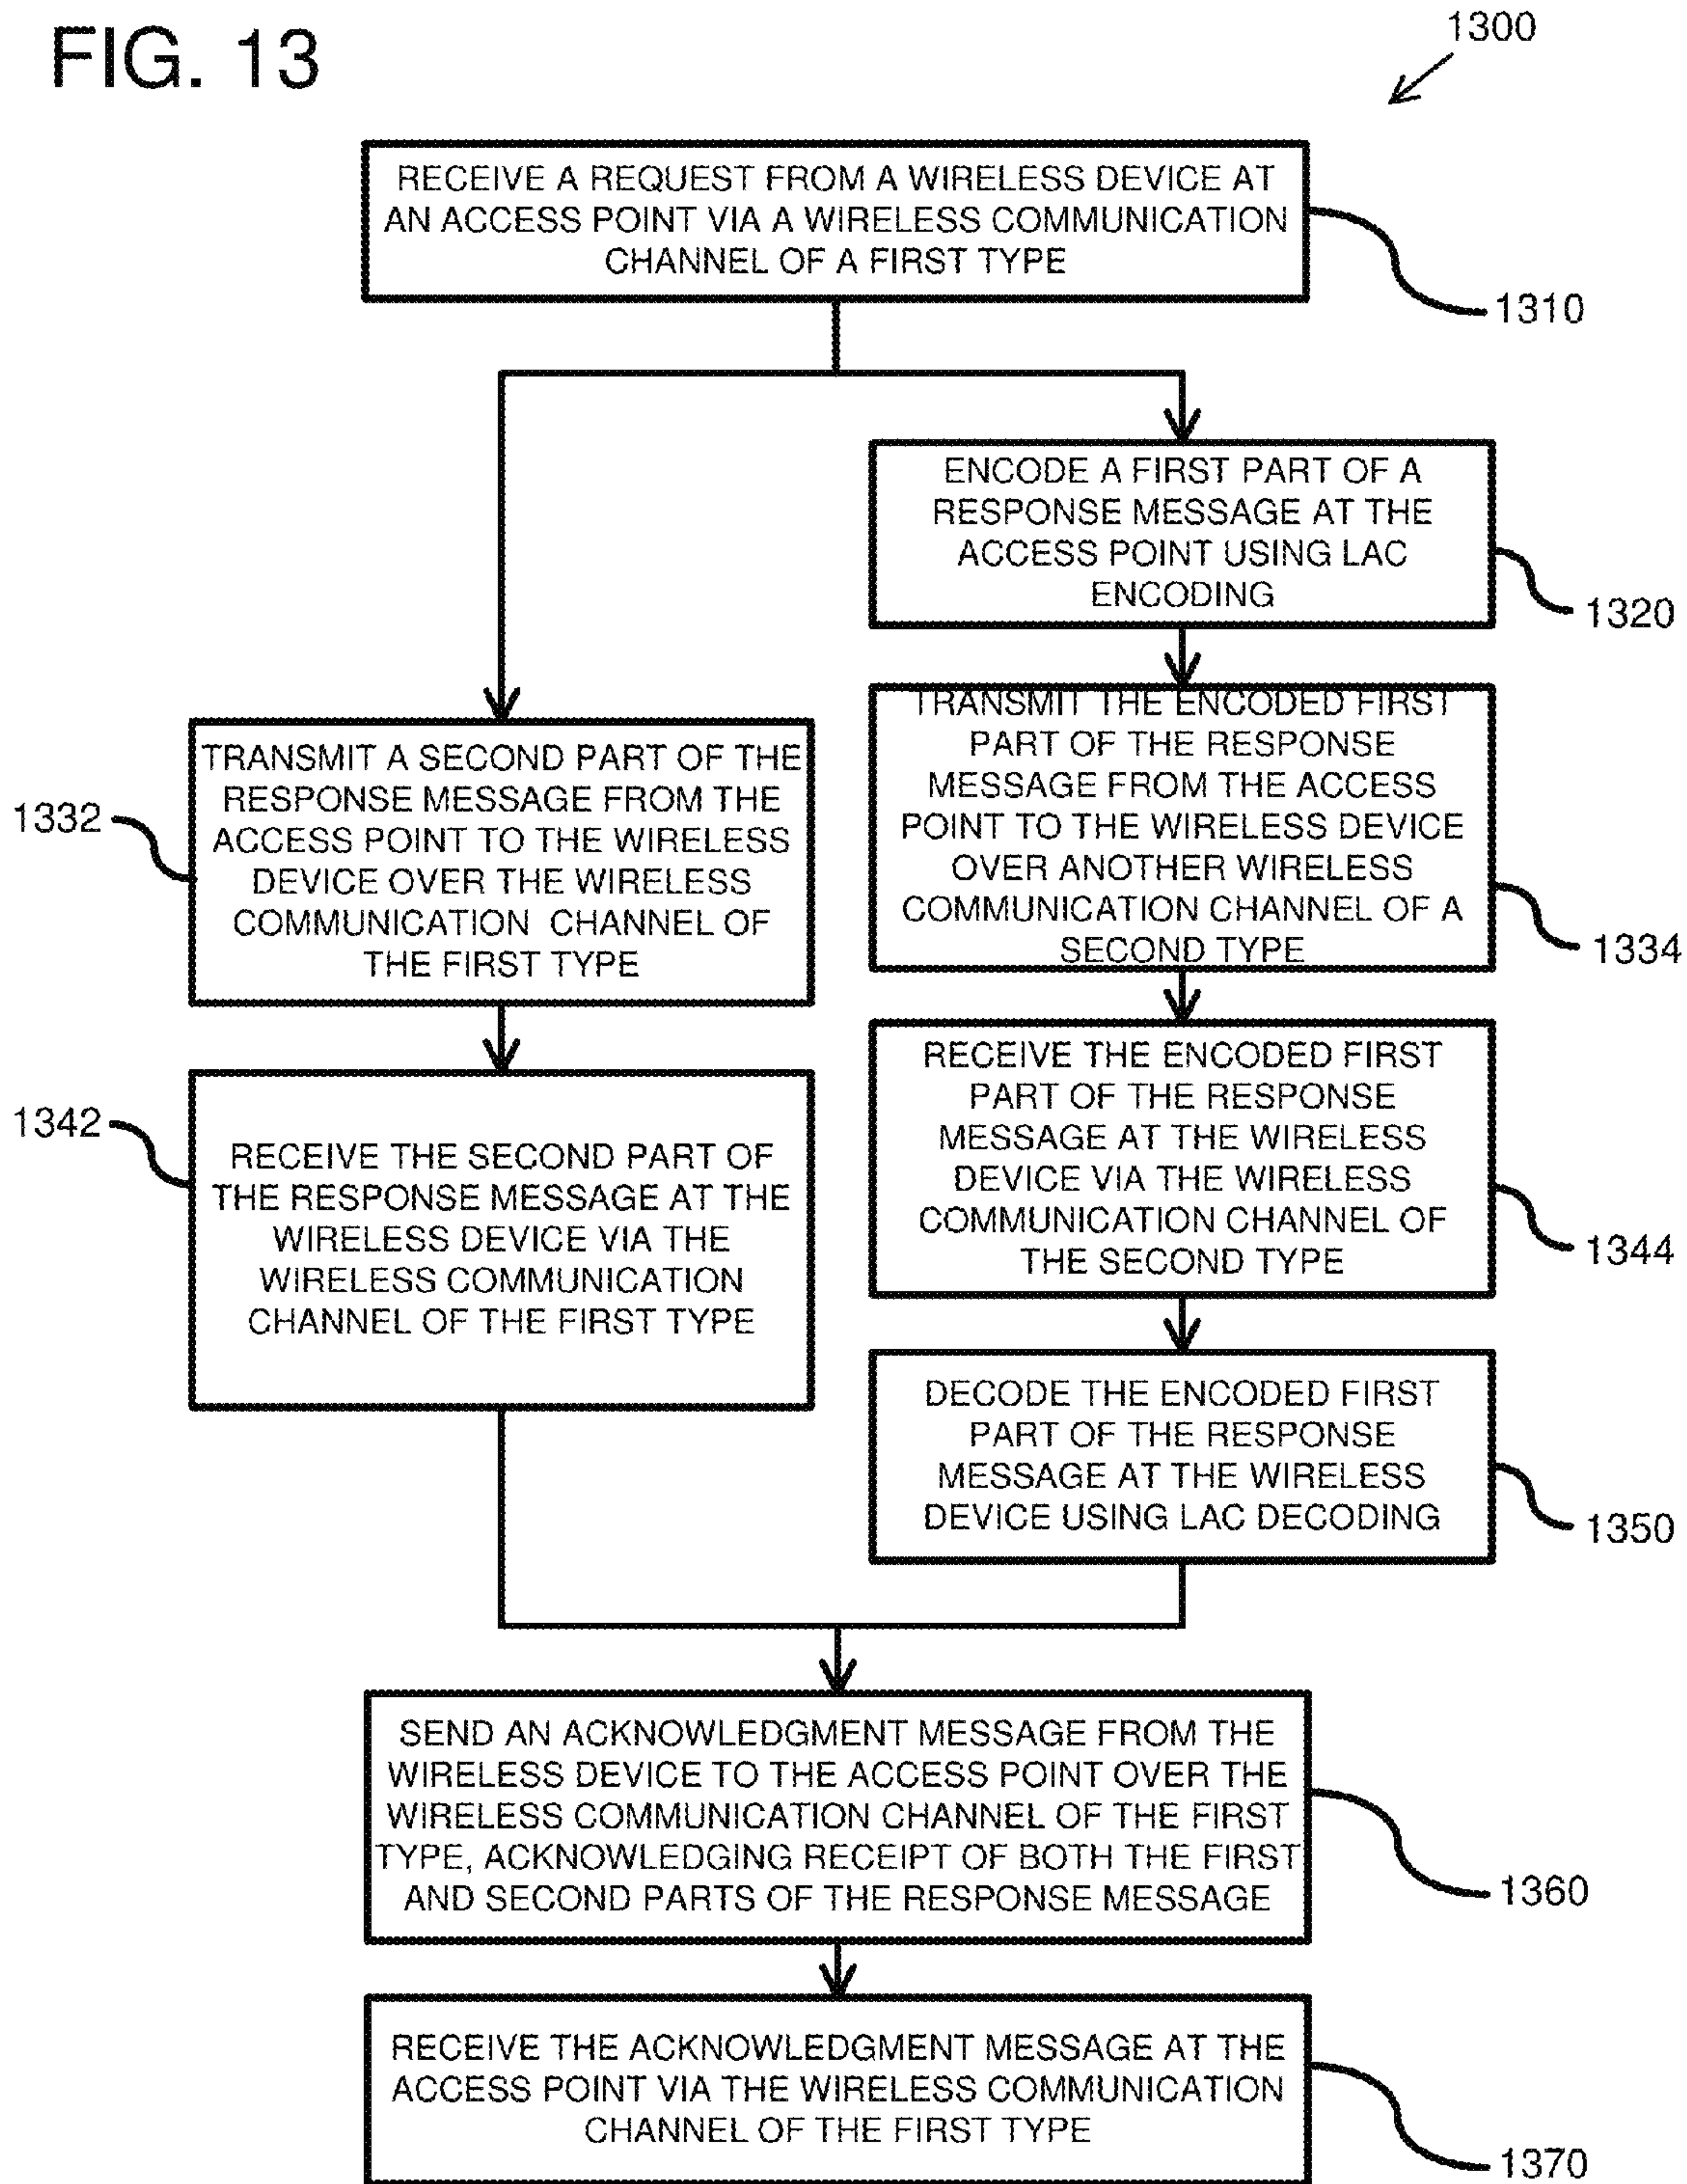 FIG. 13
1300
RECEIVE A REQUEST FROM A WIRELESS DEVICE AT
AN ACCESS POINT VIA A WIRELESS COMMUNICATION
CHANNEL OF A FIRST TYPE
1310
ENCODE A FIRST PART OF A
RESPONSE MESSAGE AT THE
ACCESS POINT USING LAC
ENCODING
1320
TRANSMIT A SECOND PART OF THE
RESPONSE MESSAGE FROM THE
ACCESS POINT TO THE WIRELESS
DEVICE OVER THE WIRELESS
COMMUNICATION CHANNEL OF
THE FIRST TYPE
1332
TRANSMIT THE ENCODED FIRST
PART OF THE RESPONSE
MESSAGE FROM THE ACCESS
POINT TO THE WIRELESS DEVICE
OVER ANOTHER WIRELESS
COMMUNICATION CHANNEL OF A
SECOND TYPE
1334
RECEIVE THE SECOND PART OF
THE RESPONSE MESSAGE AT THE
WIRELESS DEVICE VIA THE
WIRELESS COMMUNICATION
CHANNEL OF THE FIRST TYPE
1342
RECEIVE THE ENCODED FIRST
PART OF THE RESPONSE
MESSAGE AT THE WIRELESS
DEVICE VIA THE WIRELESS
COMMUNICATION CHANNEL OF
THE SECOND TYPE
1344
DECODE THE ENCODED FIRST
PART OF THE RESPONSE
MESSAGE AT THE WIRELESS
DEVICE USING LAC DECODING
1350
SEND AN ACKNOWLEDGMENT MESSAGE FROM THE
WIRELESS DEVICE TO THE ACCESS POINT OVER THE
WIRELESS COMMUNICATION CHANNEL OF THE FIRST
TYPE, ACKNOWLEDGING RECEIPT OF BOTH THE FIRST
AND SECOND PARTS OF THE RESPONSE MESSAGE
1360
RECEIVE THE ACKNOWLEDGMENT MESSAGE AT THE
ACCESS POINT VIA THE WIRELESS COMMUNICATION
CHANNEL OF THE FIRST TYPE
1370